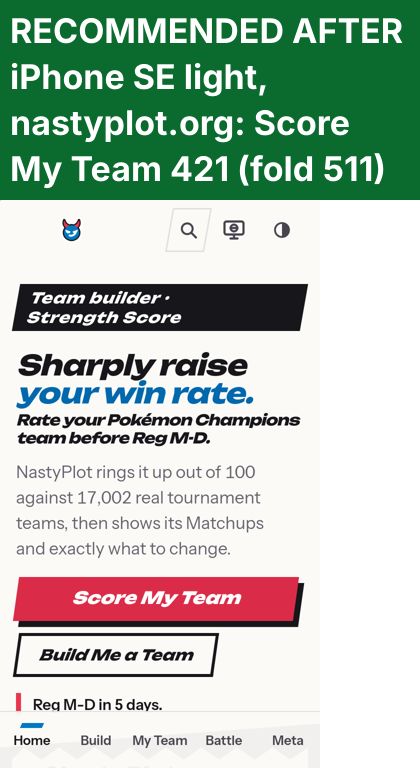 RECOMMENDED AFTER
iPhone SE light,
nastyplot.org: Score
My Team 421 (fold 511)
Team builder ·
Strength Score
Sharply raise
your win rate.
Rate your Pokémon Champions
team before Reg M-D.
NastyPlot rings it up out of 100
against 17,002 real tournament
teams, then shows its Matchups
and exactly what to change.
Score My Team
Build Me a Team
Reg M-D in 5 days.
Home Build My Team Battle Meta